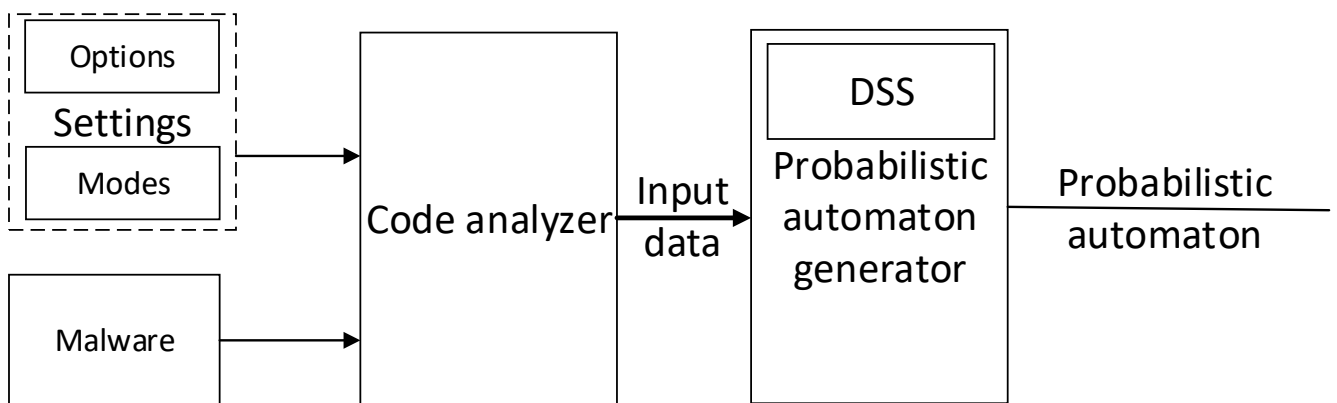 Options
Settings
Modes
Malware
Code analyzer
Input
data
DSS
Probabilistic
automaton
generator
Probabilistic
automaton